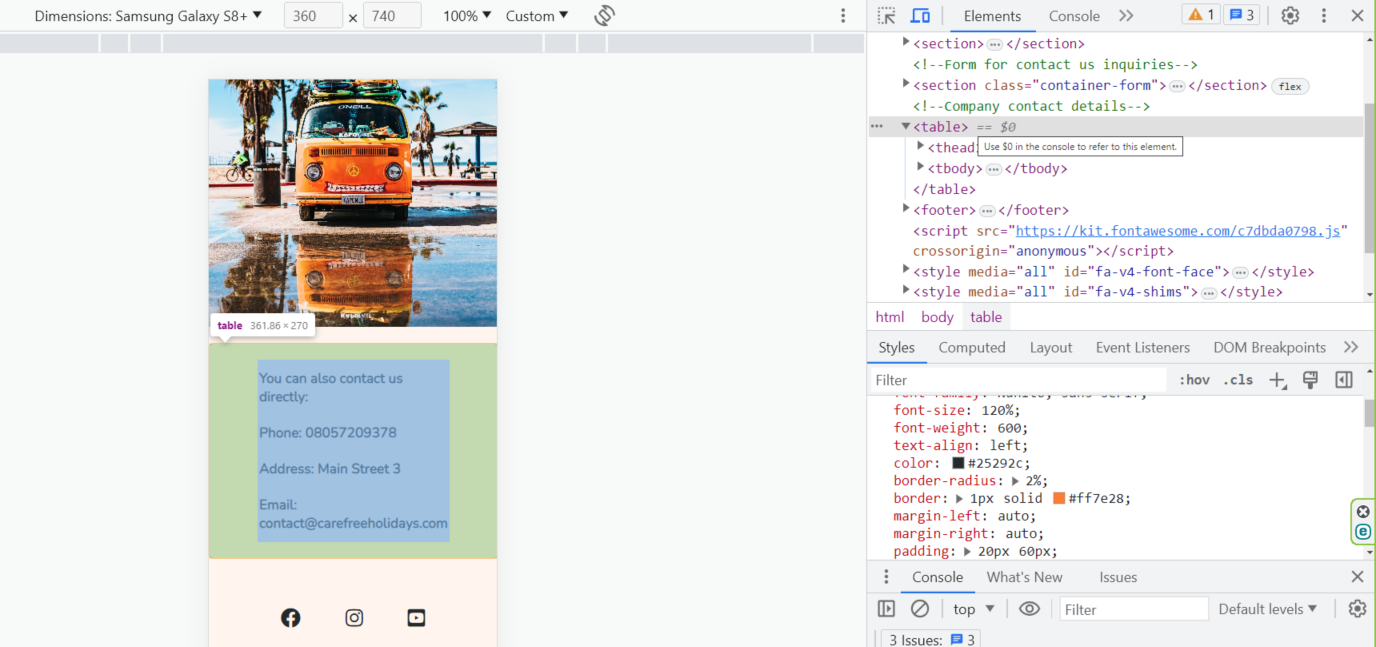 Dimensions: Samsung Galaxy S8+ ▼ 360 × 740 100% ▼ Custom ▼
Elements Console 1 3
<section> … </section>
<!--Form for contact us inquiries-->
<section class="container-form"> … </section> flex
<!--Company contact details-->
<table> == $0
<thead
Use $0 in the console to refer to this element.
<tbody> … </tbody>
</table>
<footer> … </footer>
<script src="https://kit.fontawesome.com/c7dbda0798.js"
crossorigin="anonymous"></script>
<style media="all" id="fa-v4-font-face"> … </style>
<style media="all" id="fa-v4-shims"> … </style>
html body table
Styles Computed Layout Event Listeners DOM Breakpoints
Filter :hov .cls
font-size: 120%;
font-weight: 600;
text-align: left;
color: #25292c;
border-radius: 2%;
border: 1px solid #ff7e28;
margin-left: auto;
margin-right: auto;
padding: 20px 60px;
Console What's New Issues
top ▼ Filter Default levels ▼
3 Issues: 3
O'NEILL
table 361.86 × 270
You can also contact us
directly:
Phone: 08057209378
Address: Main Street 3
Email:
contact@carefreeholidays.com